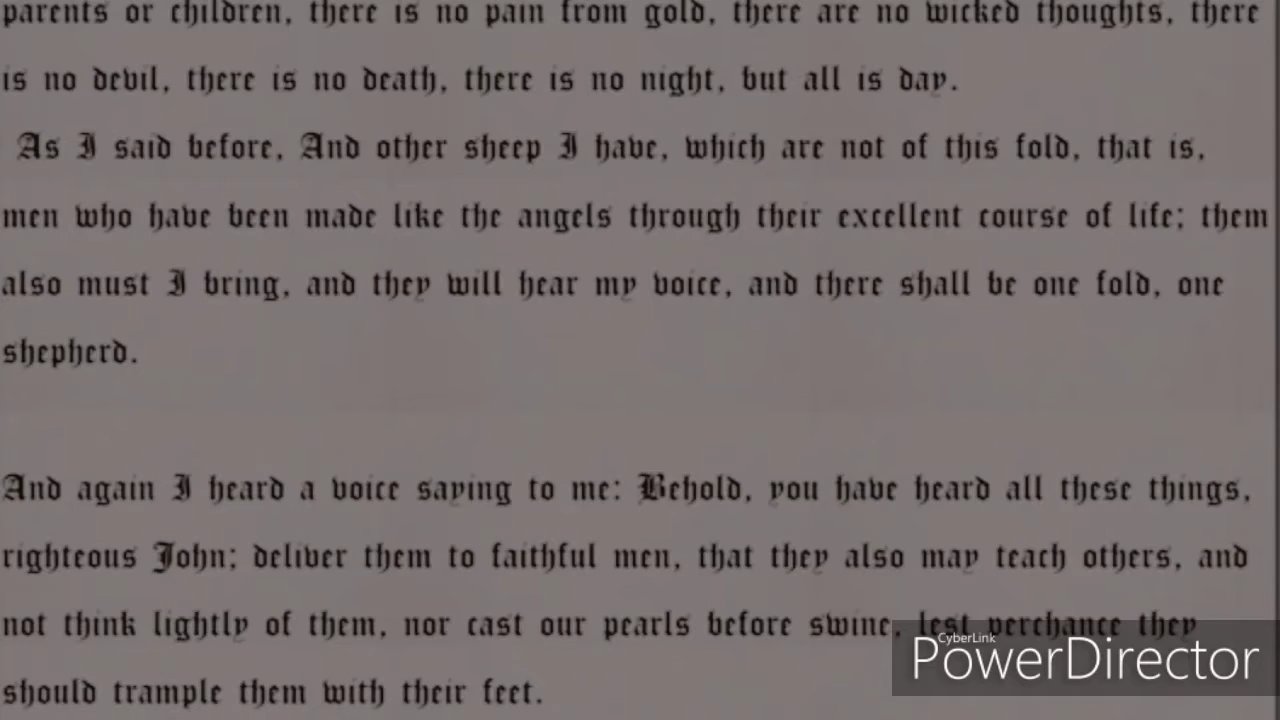 parents or children, there is no pain from gold, there are no wicked thoughts, there
is no devil, there is no death, there is no night, but all is day.
As I said before, And other sheep I have, which are not of this fold, that is,
men who have been made like the angels through their excellent course of life; them
also must I bring, and they will hear my voice, and there shall be one fold, one
shepherd.
And again I heard a voice saying to me: Behold, you have heard all these things,
righteous John; deliver them to faithful men, that they also may teach others, and
not think lightly of them, nor cast our pearls before swine, lest perchance they
should trample them with their feet.
CyberLink
PowerDirector